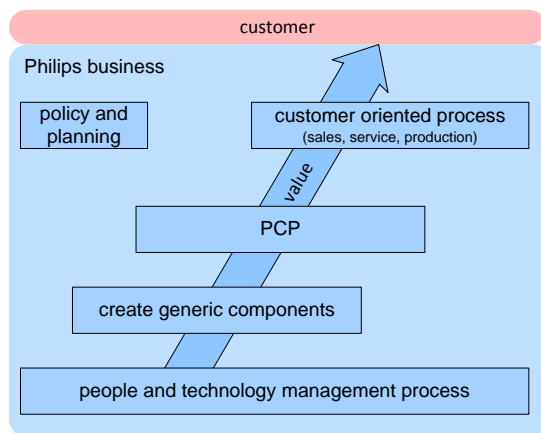 customer
Philips business
policy and
planning
customer oriented process
(sales, service, production)
value
PCP
create generic components
people and technology management process